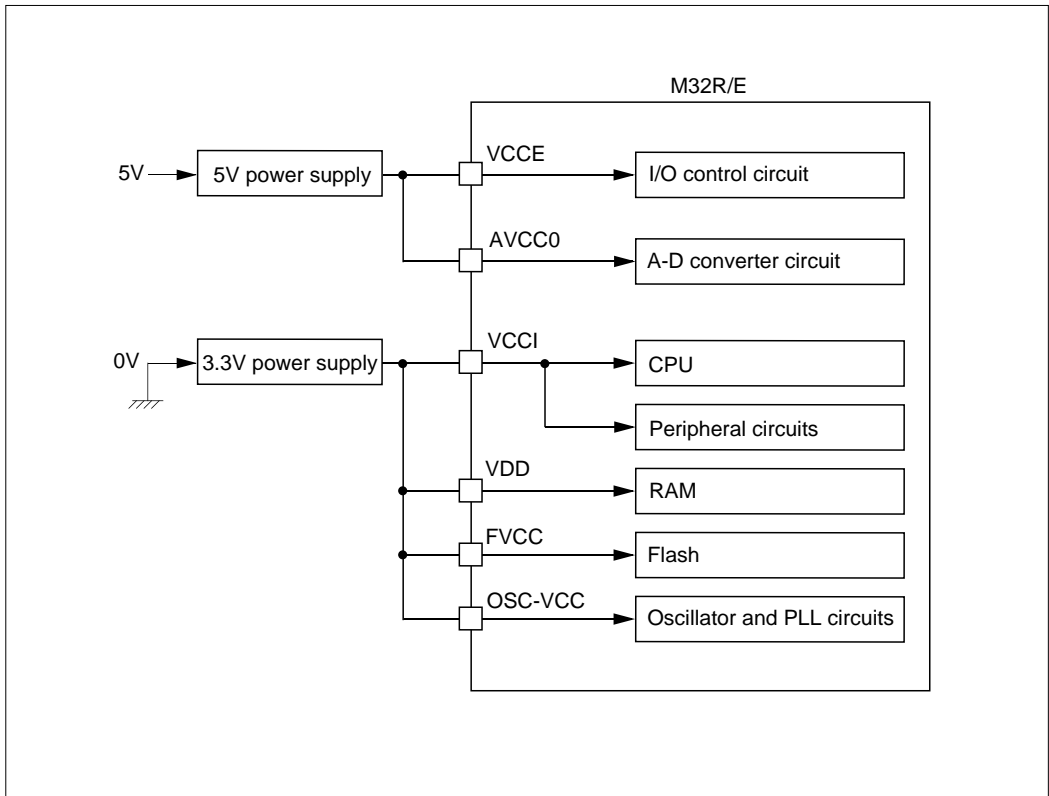 M32R/E
VCCE
5V
5V power supply
I/O control circuit
AVCC0
A-D converter circuit
VCCI
0V
3.3V power supply
CPU
Peripheral circuits
VDD
RAM
FVCC
Flash
OSC-VCC
Oscillator and PLL circuits